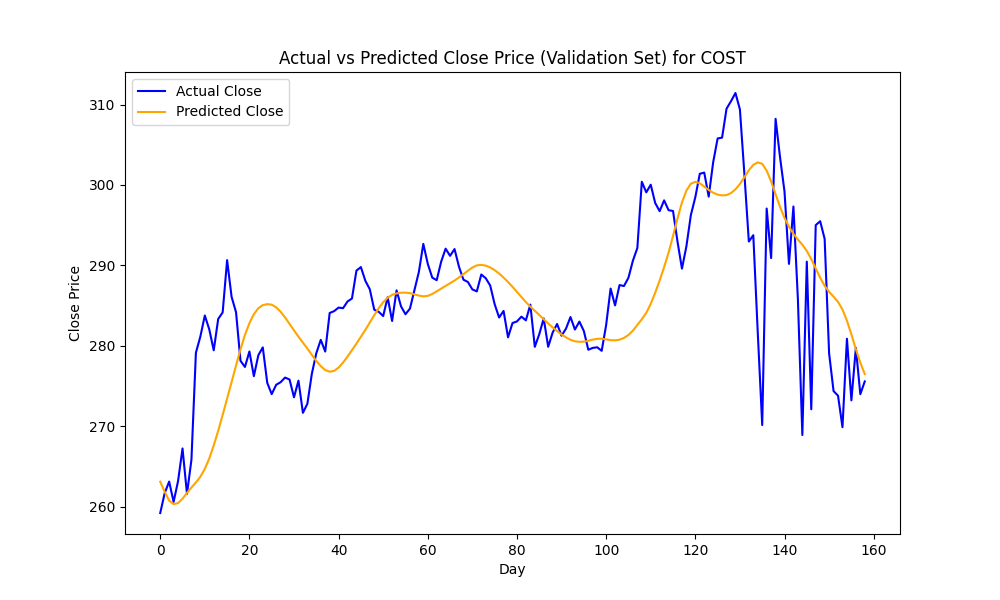 Actual vs Predicted Close Price (Validation Set) for COST
Actual Close
Predicted Close
Close Price
310
300
290
280
270
260
0 20 40 60 80 100 120 140 160
Day